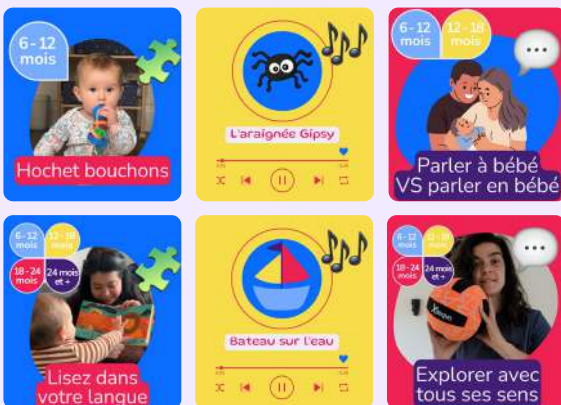 6-12
mois
Hochet bouchons
L'araignée Gipsy
6-12
mois
12-18
mois
Parler à bébé
VS parler en bébé
6-12
mois
12-18
mois
18-24
mois
24 mois
et +
Lisez dans
votre langue
Bateau sur l'eau
6-12
mois
12-18
mois
18-24
mois
24 mois
et +
Explorer avec
tous ses sens